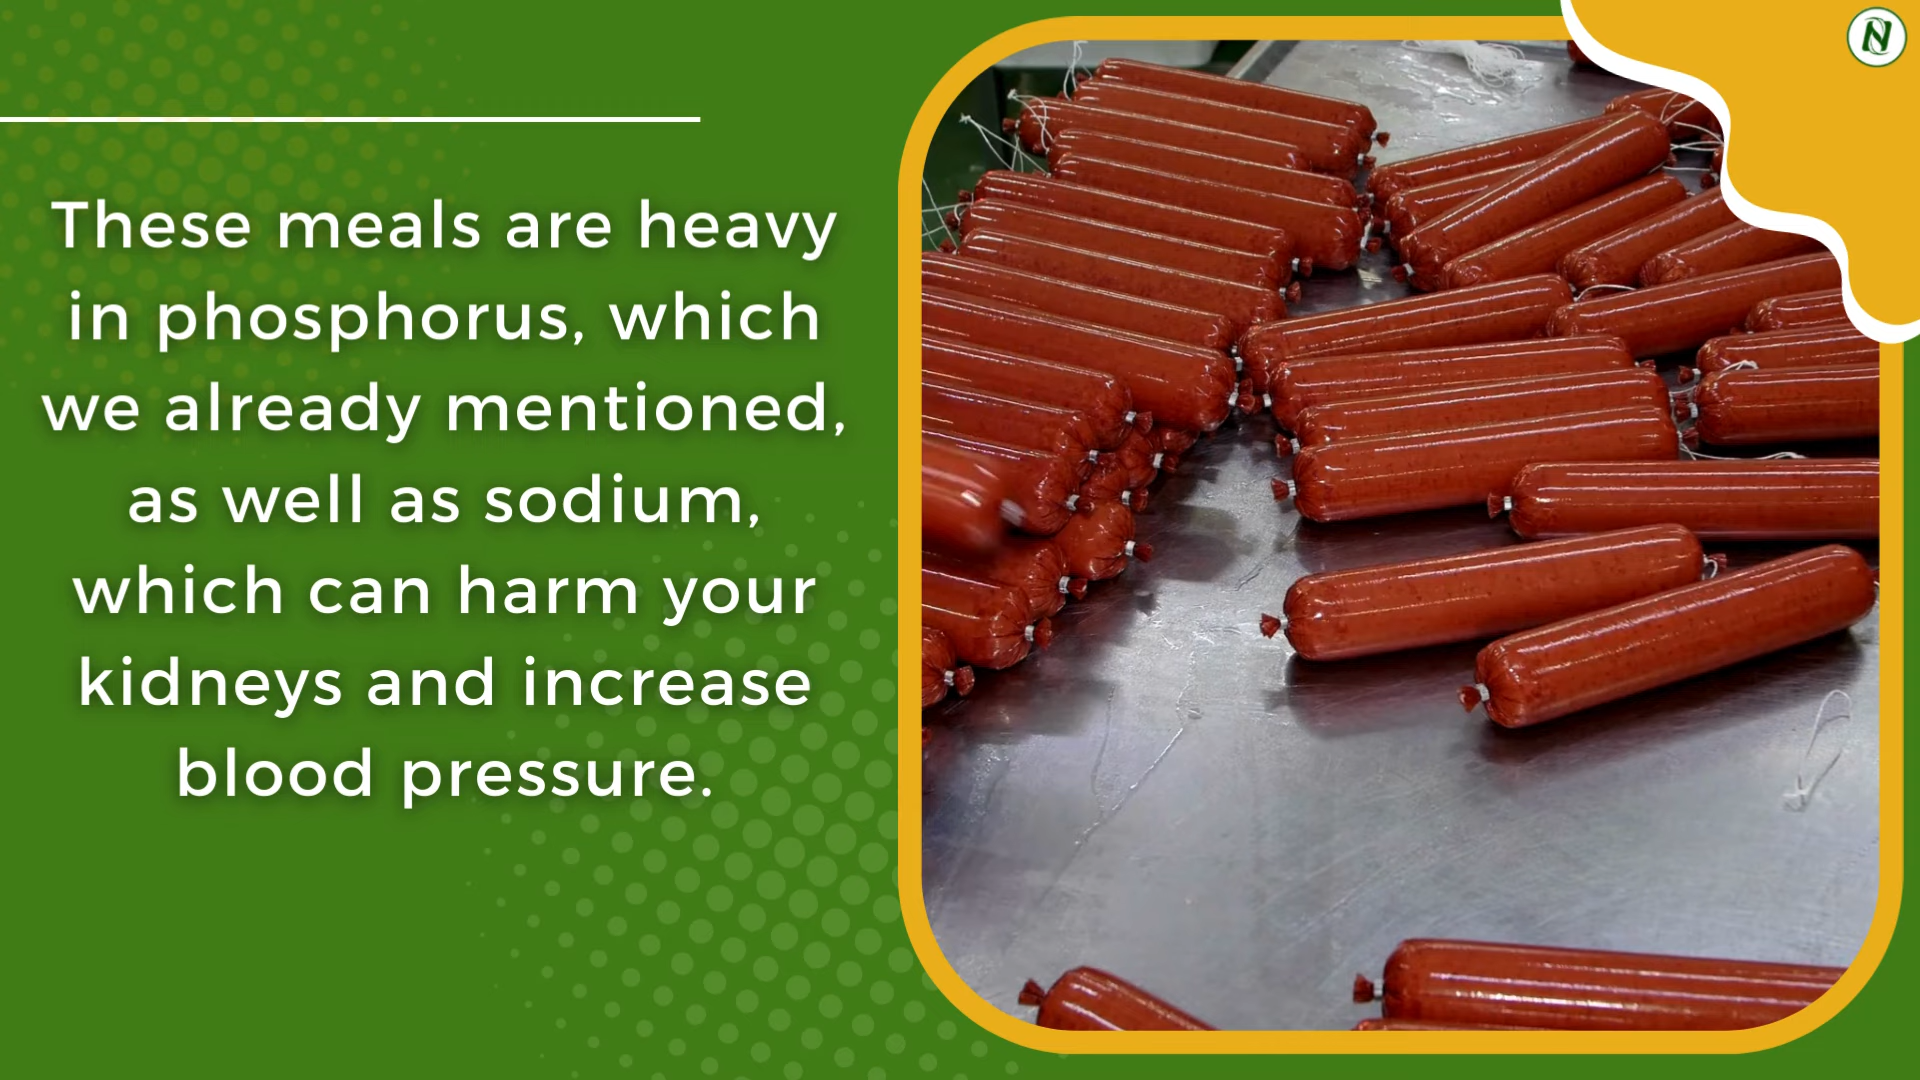 These meals are heavy
in phosphorus, which
we already mentioned,
as well as sodium,
which can harm your
kidneys and increase
blood pressure.
N